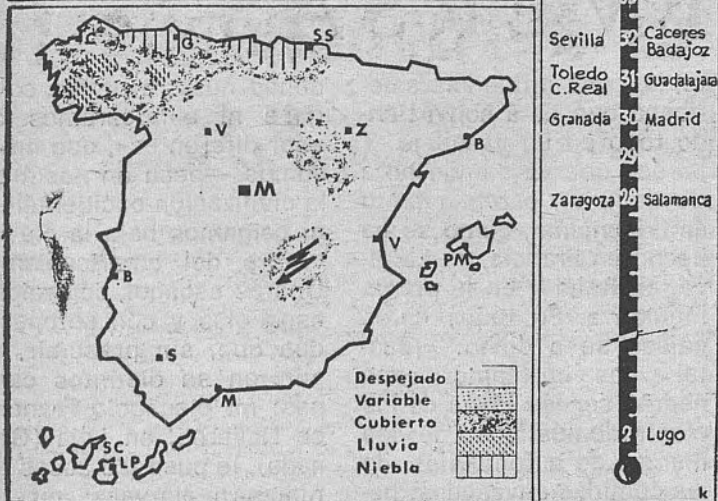 C
G
SS
V
Z
B
M
V
PM
B
S
M
SC
LP
Despejado
Variable
Cubierto
Lluvia
Niebla
Sevilla 32 Cáceres
Badajoz
Toledo 31 Guadalajara
C.Real
Granada 30 Madrid
29
Zaragoza 28 Salamanca
2 Lugo
k